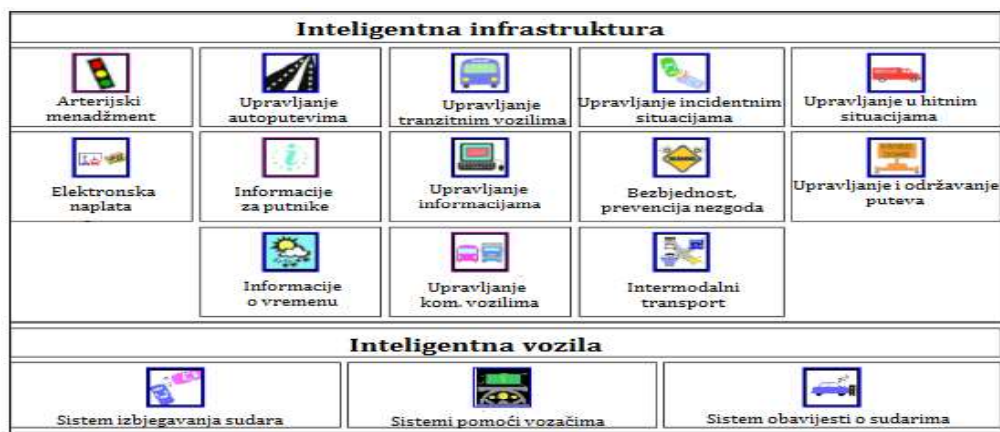 Inteligentna infrastruktura
Arterijski
menadžment
Upravljanje
autoputevima
Upravljanje
tranzitnim vozilima
Upravljanje incidentnim
situacijama
Upravljanje u hitnim
situacijama
Elektronska
naplata
Informacije
za putnike
Upravljanje
informacijama
Bezbjednost,
prevencija nezgoda
Upravljanje i održavanje
puteva
Informacije
o vremenu
Upravljanje
kom. vozilima
Intermodalni
transport
Inteligentna vozila
Sistem izbjegavanja sudara
Sistemi pomoći vozačima
Sistem obavijesti o sudarima